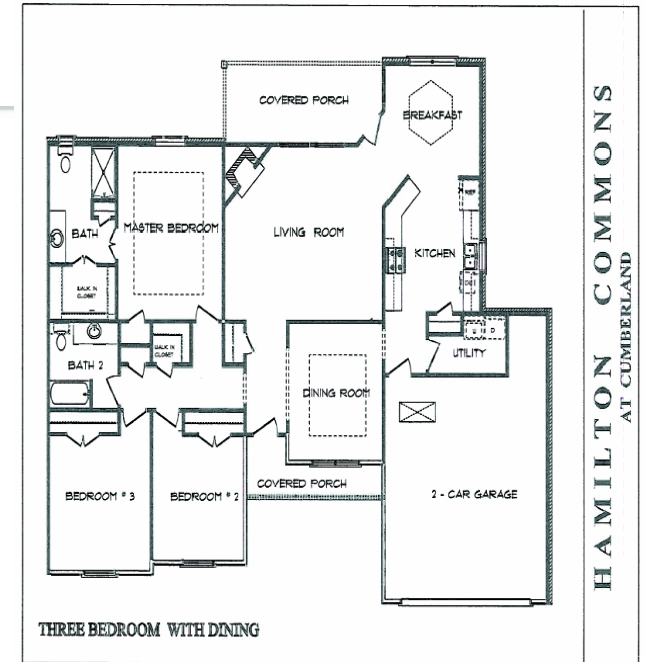 COVERED PORCH
BREAKFAST
BATH
MASTER BEDROOM
LIVING ROOM
KITCHEN
REF
WALK IN
CLOSET
BATH 2
WALK IN
CLOSET
D
UTILITY
DINING ROOM
BEDROOM # 3
BEDROOM # 2
COVERED PORCH
2 - CAR GARAGE
THREE BEDROOM WITH DINING
HAMILTON COMMONS
AT CUMBERLAND